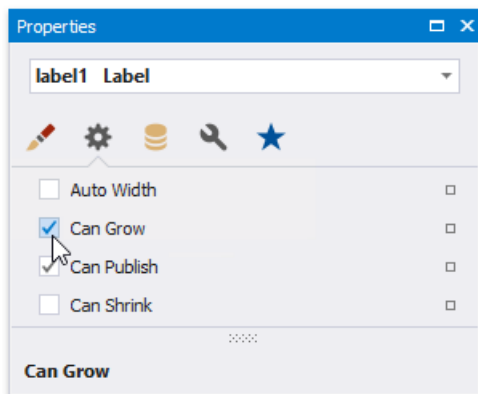 Properties
label1 Label
Auto Width
Can Grow
Can Publish
Can Shrink
Can Grow